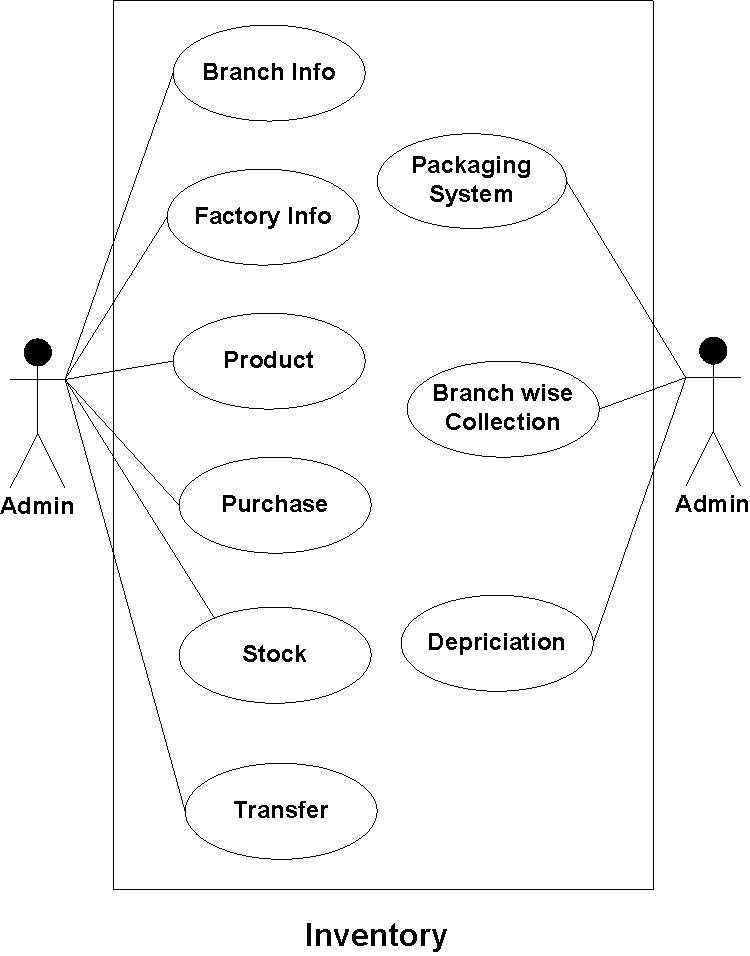 Branch Info
Packaging
System
Factory Info
Product
Branch wise
Collection
Admin
Admin
Purchase
Stock
Depriciation
Transfer
Inventory